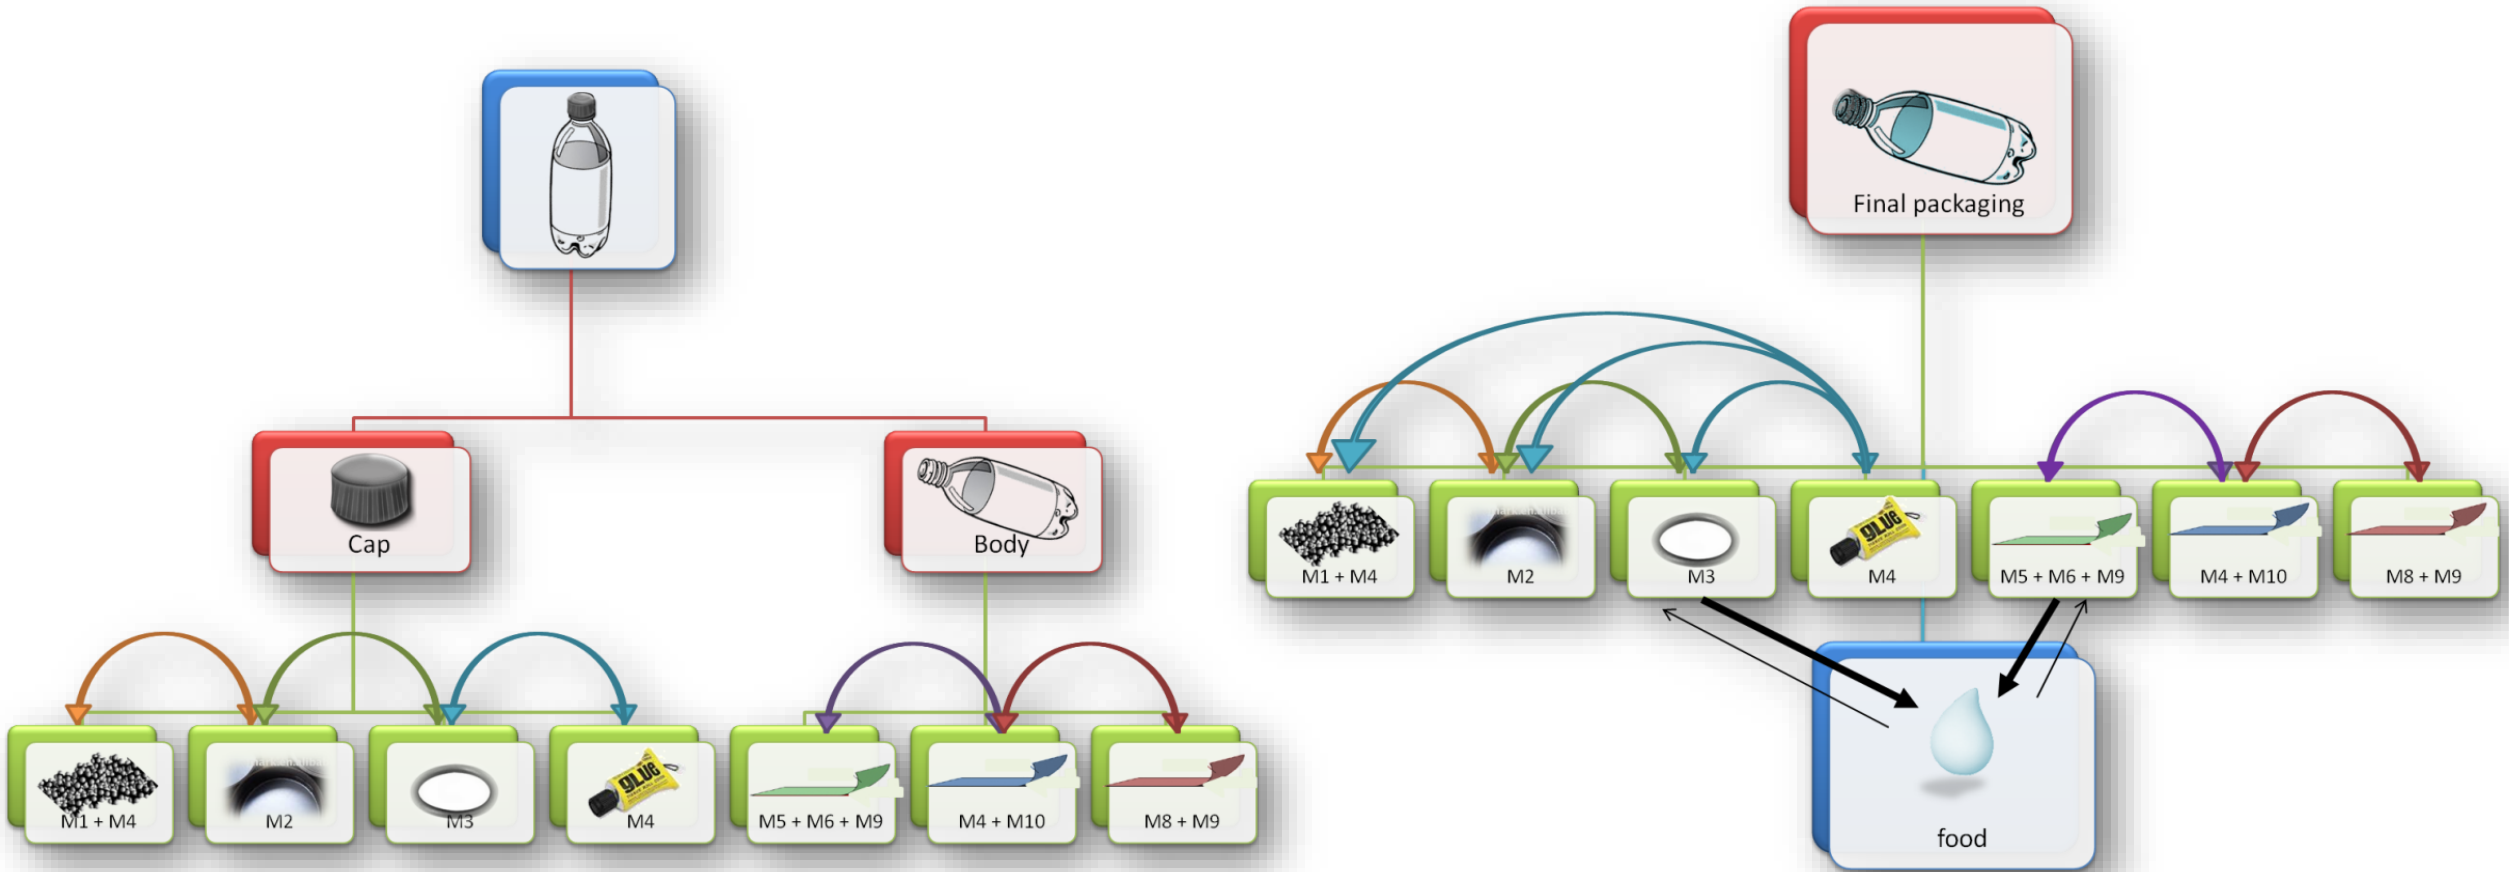 Final packaging
Cap
Body
M1 + M4
M2
M3
GLUE
M4
M5 + M6 + M9
M4 + M10
M8 + M9
M1 + M4
M2
M3
GLUE
M4
M5 + M6 + M9
M4 + M10
M8 + M9
food